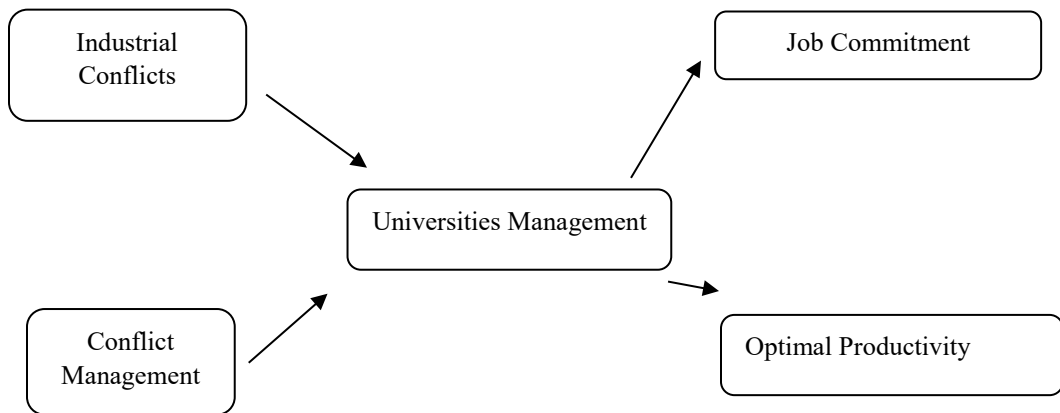 Industrial
Conflicts
Job Commitment
Universities Management
Conflict
Management
Optimal Productivity